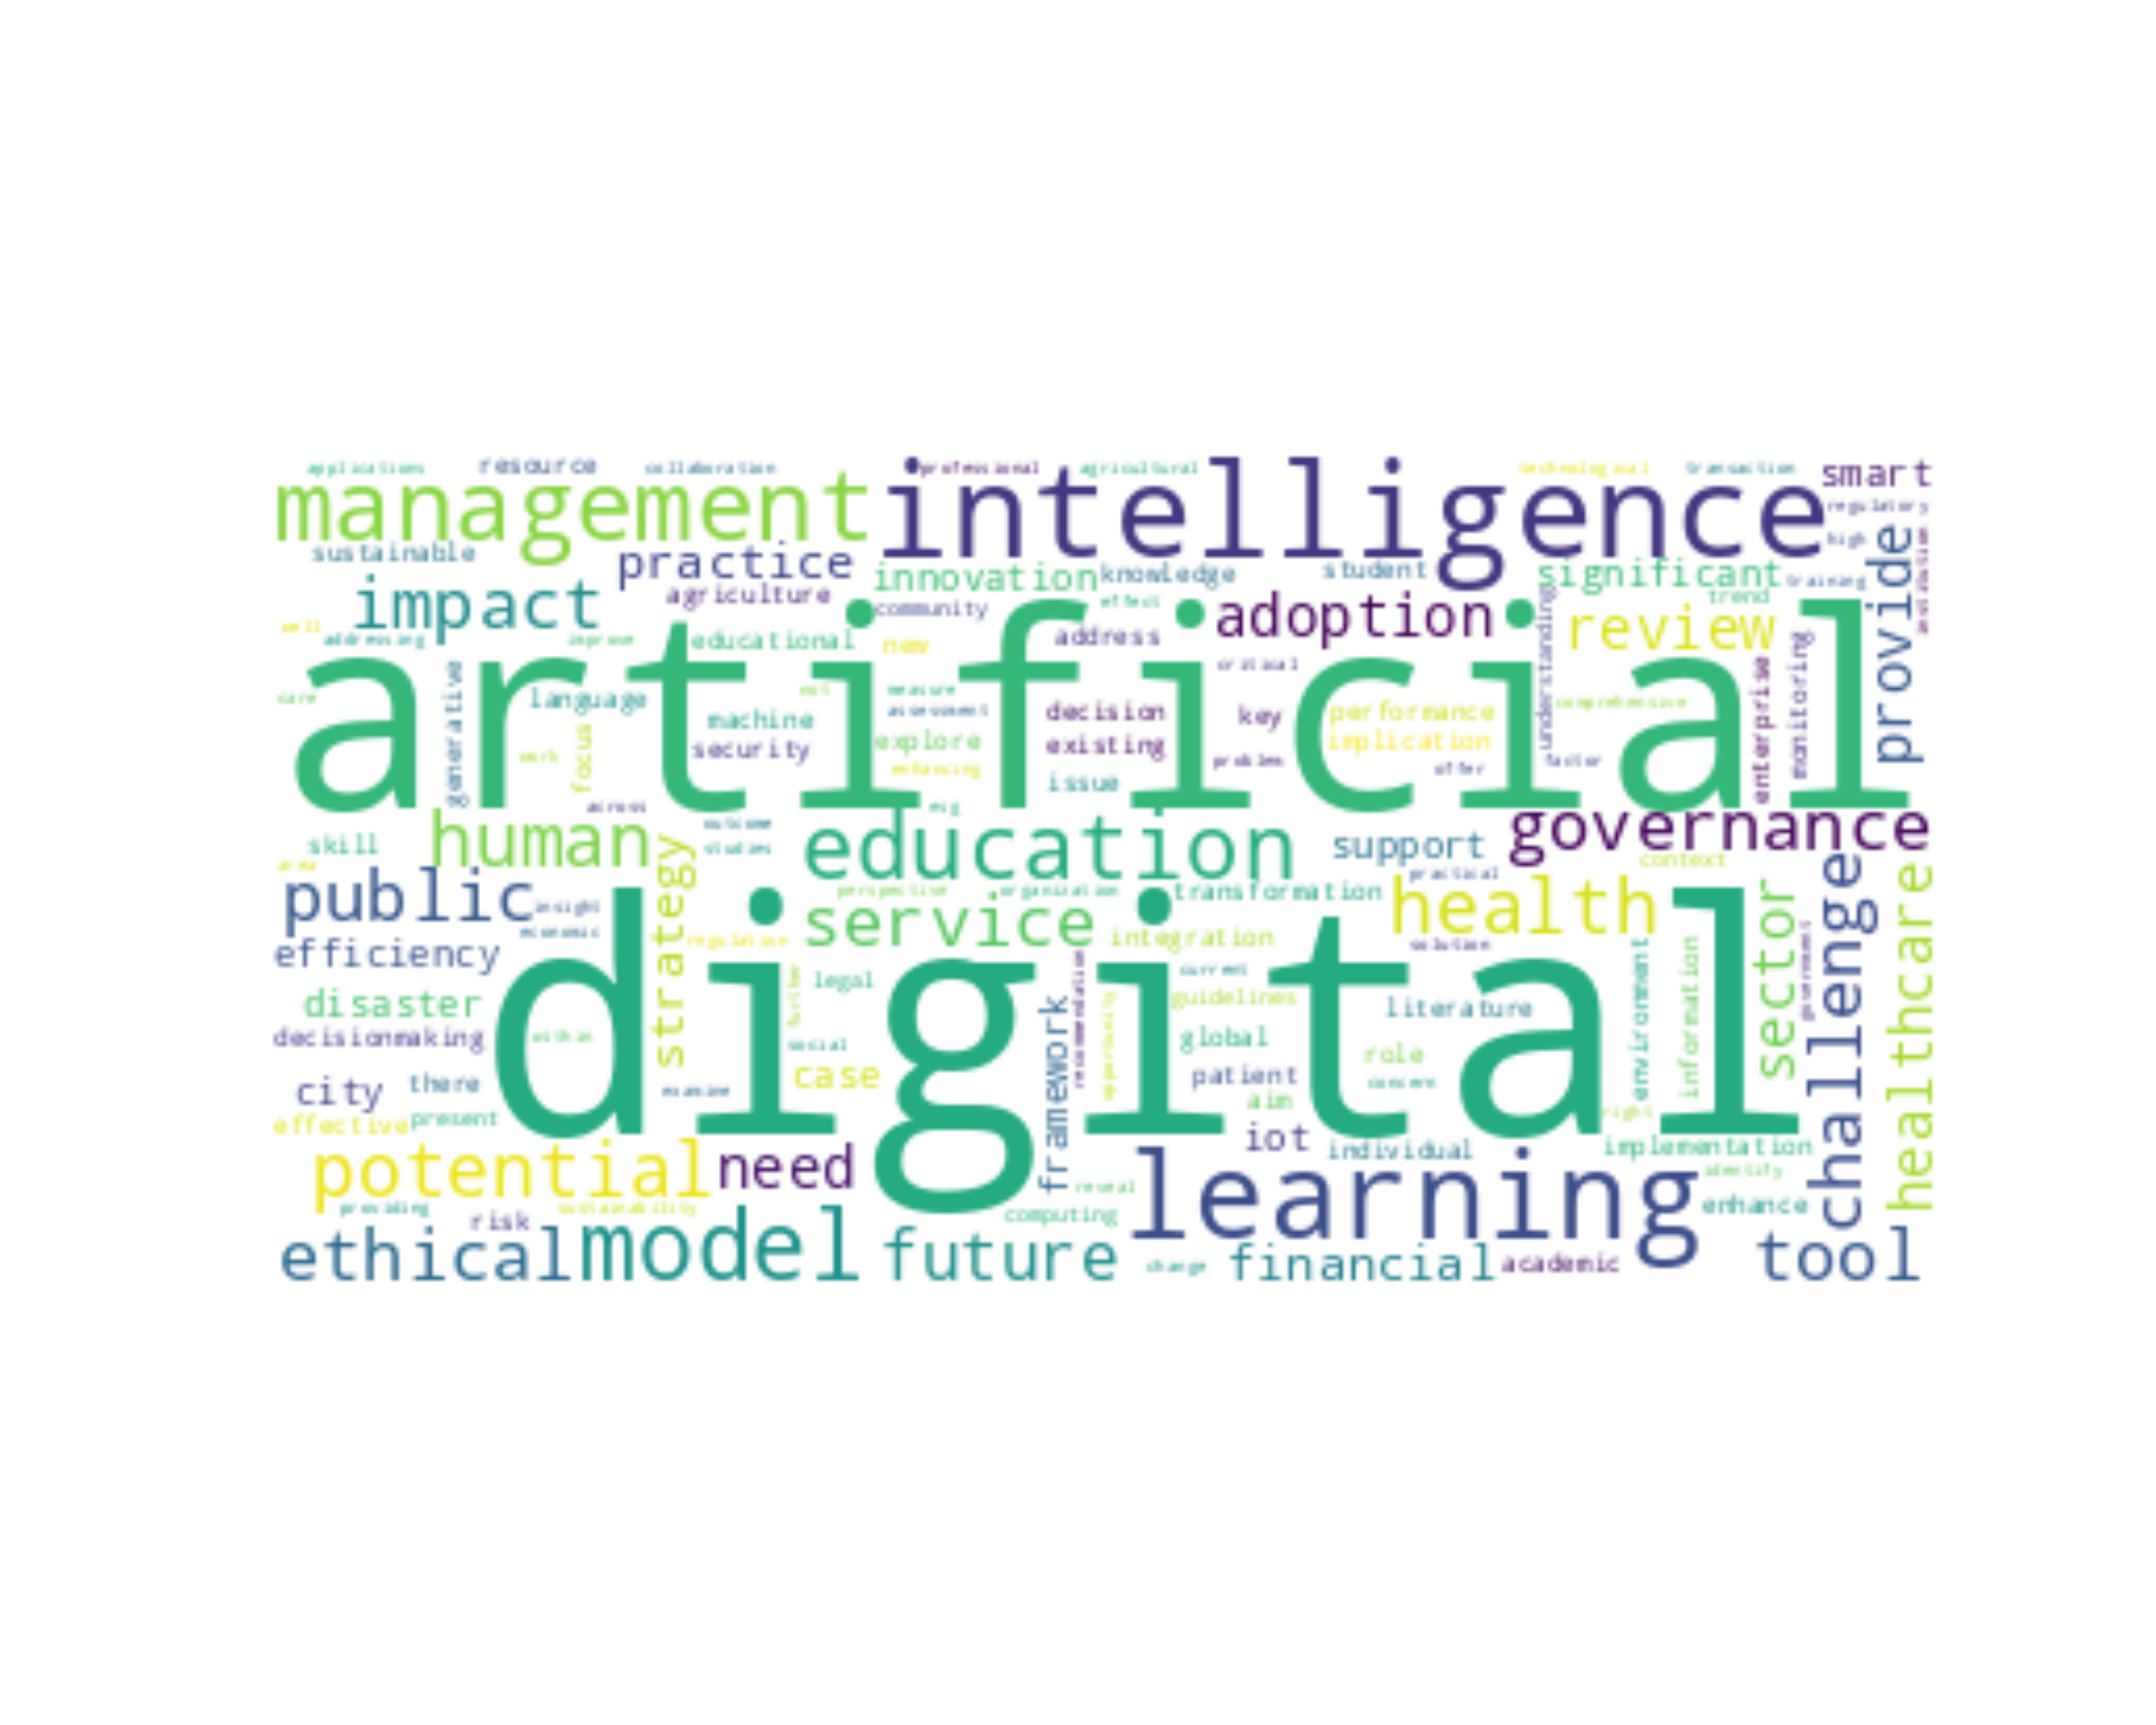 applications resource collaboration professional agricultural technological transaction smart
management intelligence regulatory
sustainable practice innovation knowledge student significant training high provide institution
impact agriculture community effect adoption trend
well addressing improve educational new address review understanding monitoring
artificial
care generative language machine measure assessment decision key critical performance comprehensive enterprise
focus work security explore existing problem implication offer factor
enhancing issue
across
human outcome education support governance
skill strategy studies context
area public insight perspective organization transformation practical health sector challenge healthcare
economic service
efficiency regulation integration solution
digital
disaster further legal current guidelines literature environment information government
decisionmaking within social framework recommendation opportunity global role
city there examine case patient concern
effective present aim right
iot individual implementation
potential need learning identify
providing sustainability reveal enhance
risk computing
ethical model future change financial academic tool